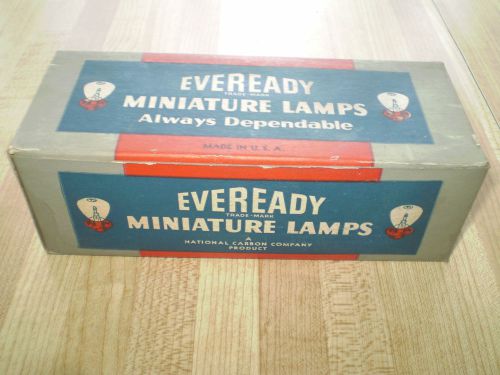 EVEREADY
TRADE-MARK
MINIATURE LAMPS
Always Dependable
MADE IN U.S.A.
EVEREADY
TRADE-MARK
MINIATURE LAMPS
A
NATIONAL CARBON COMPANY
PRODUCT